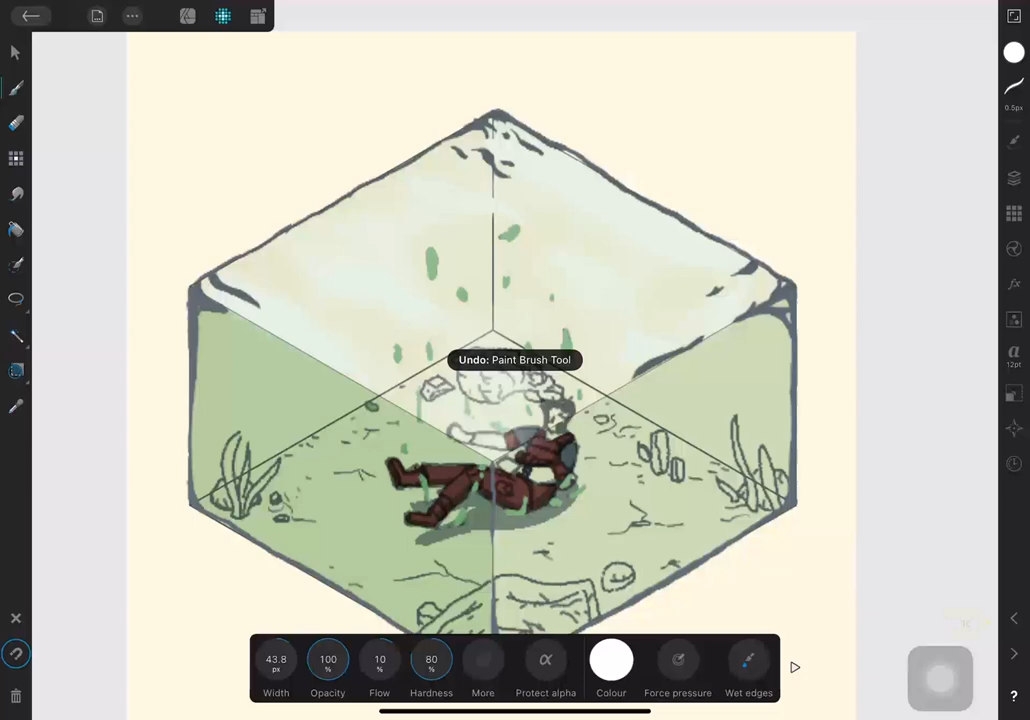 0.5px
a
12pt
Undo: Paint Brush Tool
43.8
px
100
%
10
%
80
%
α
Width
Opacity
Flow
Hardness
More
Protect alpha
Colour
Force pressure
Wet edges
fx
?